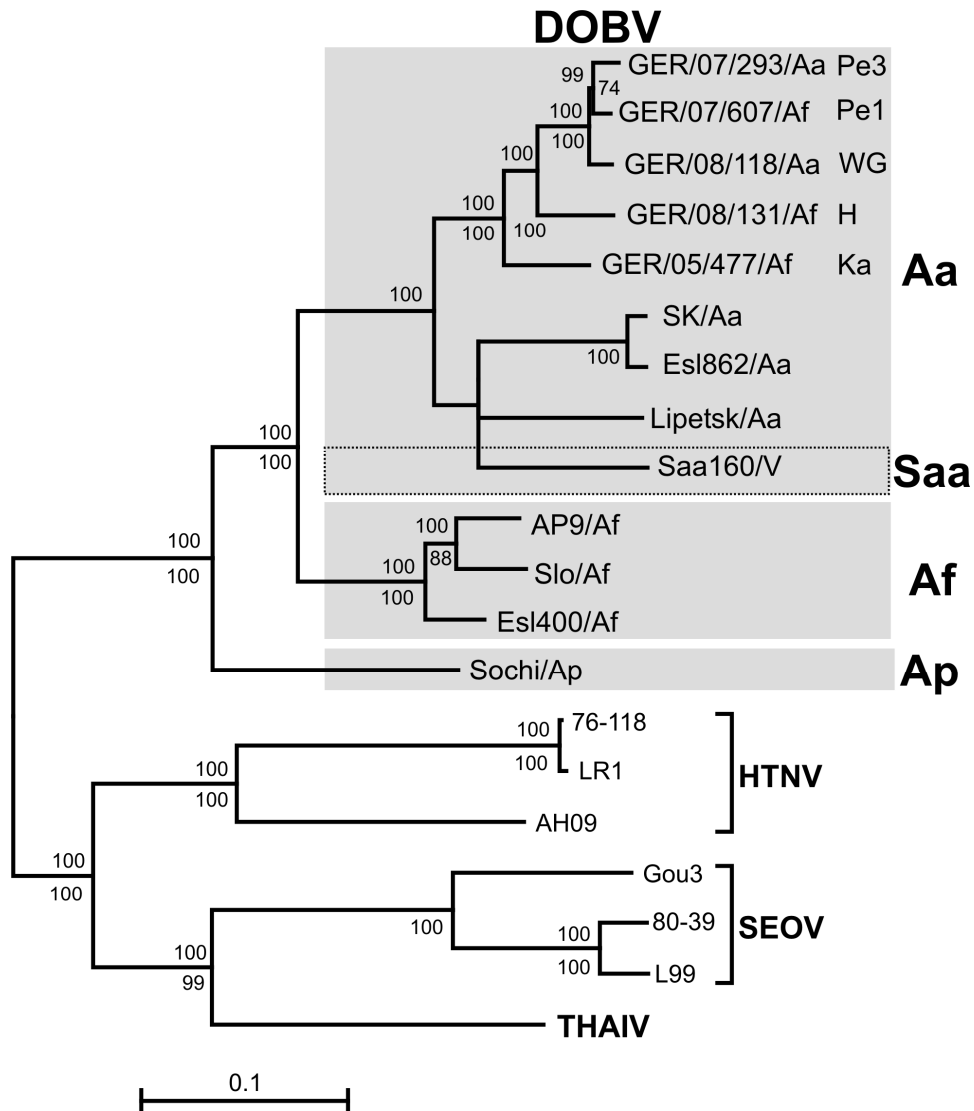 DOBV
99
GER/07/293/Aa Pe3
74
GER/07/607/Af Pe1
100
100
GER/08/118/Aa WG
100
100
GER/08/131/Af H
100
100
GER/05/477/Af Ka
Aa
100
SK/Aa
100
Esl862/Aa
Lipetsk/Aa
100
100
Saa160/V
Saa
100
AP9/Af
88
100
100
Slo/Af
Af
Esl400/Af
100
100
Sochi/Ap
Ap
100
76-118
100
LR1
HTNV
100
100
AH09
100
100
Gou3
100
80-39
SEOV
100
100
L99
100
99
THAIV
0.1